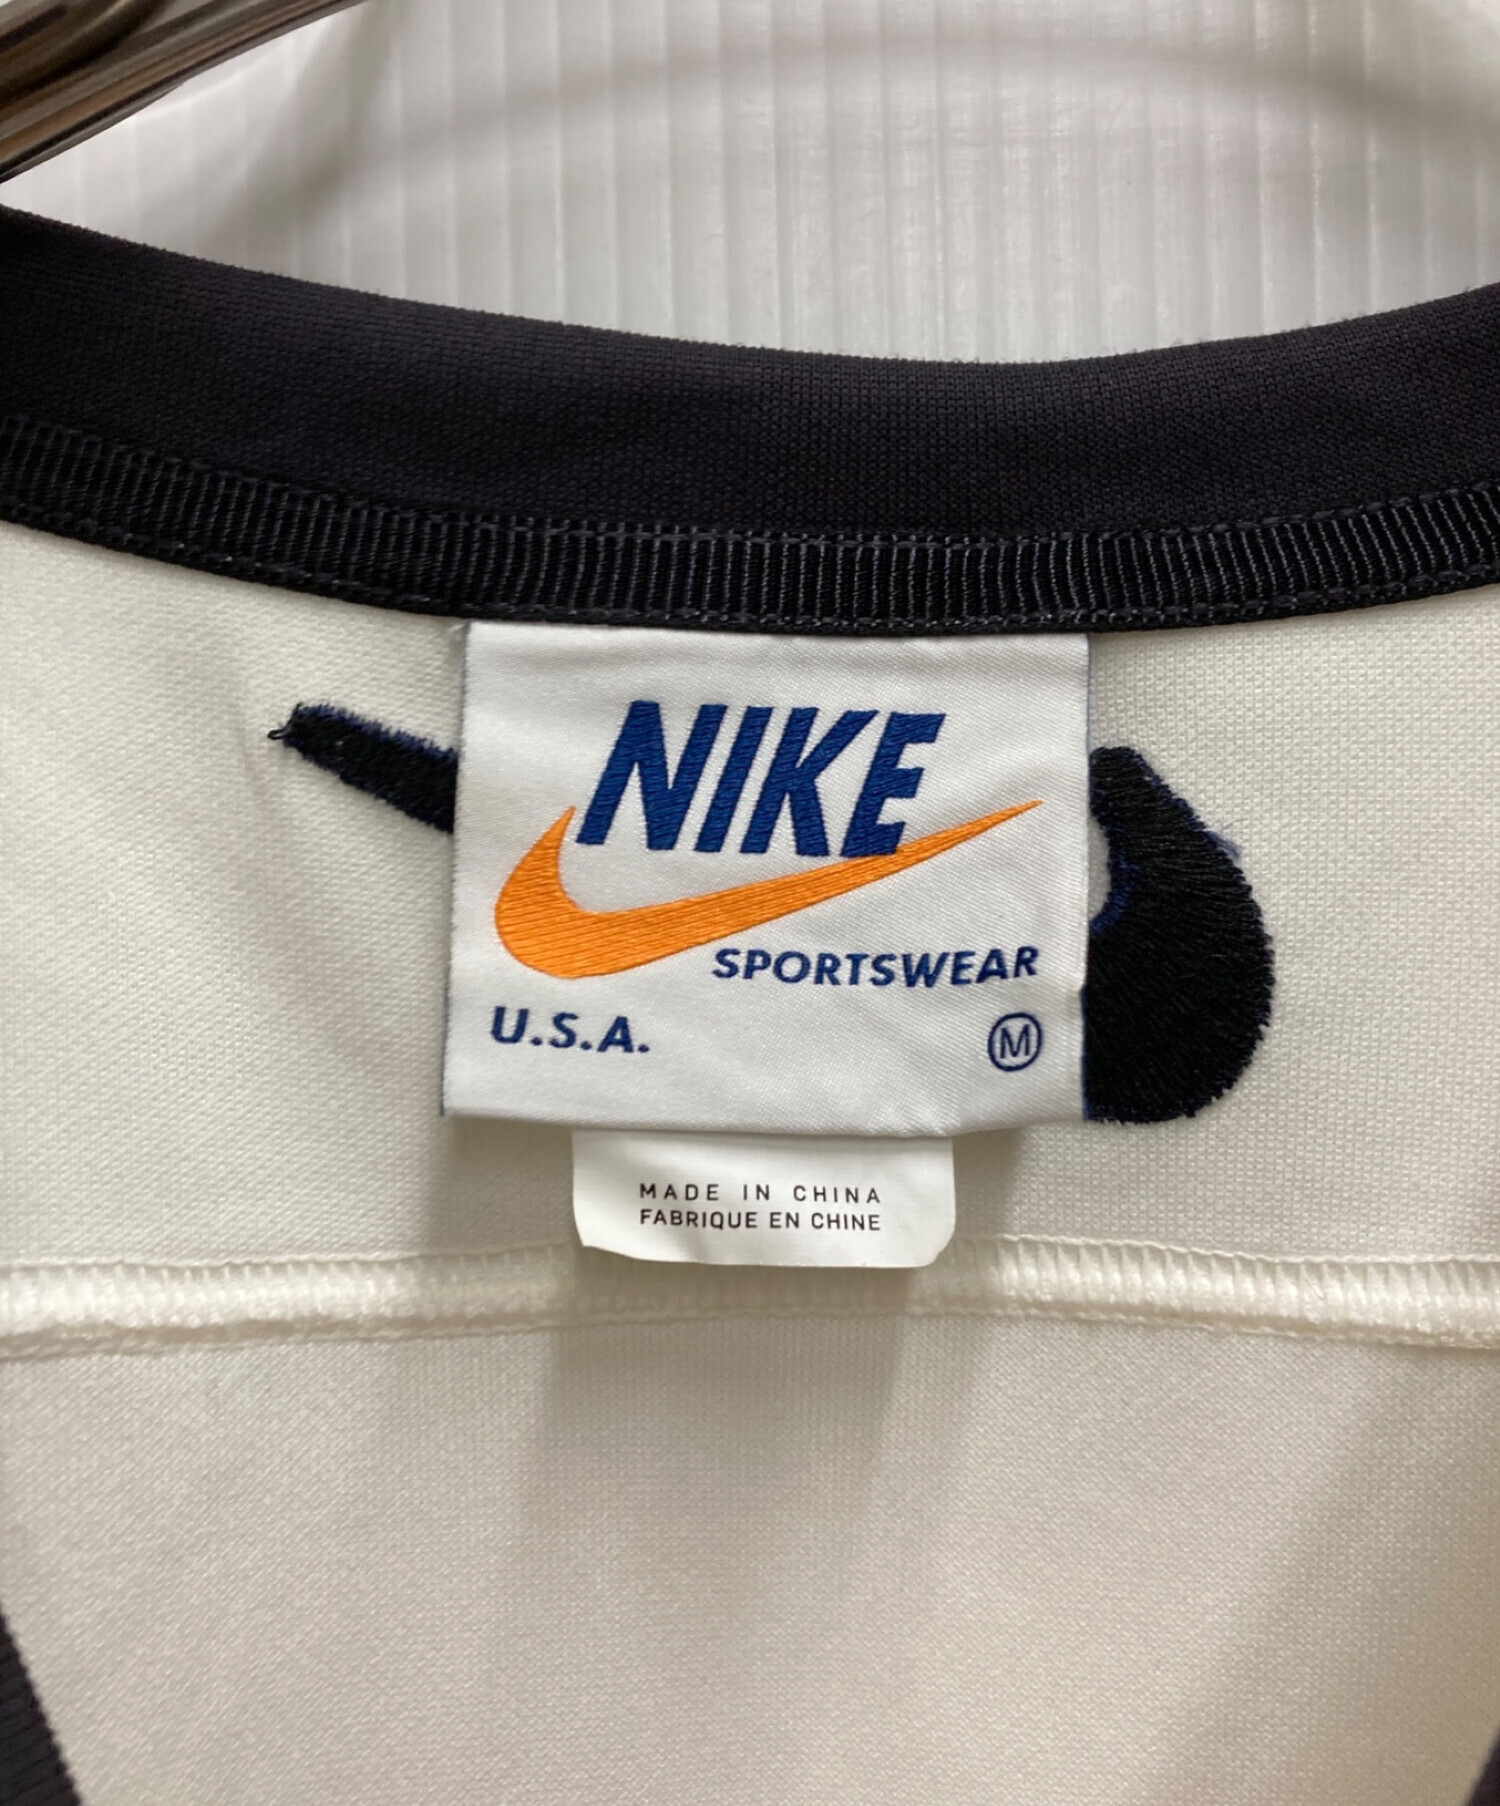 NIKE
SPORTSWEAR
U.S.A. M
MADE IN CHINA
FABRIQUE EN CHINE